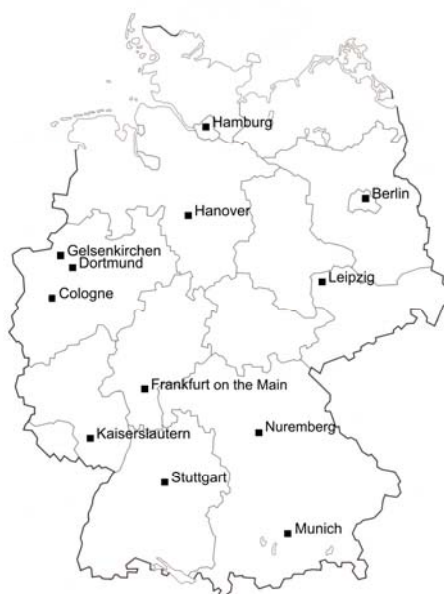 Hamburg
Berlin
Hanover
Gelsenkirchen
Dortmund
Leipzig
Cologne
Frankfurt on the Main
Nuremberg
Kaiserslautern
Stuttgart
Munich